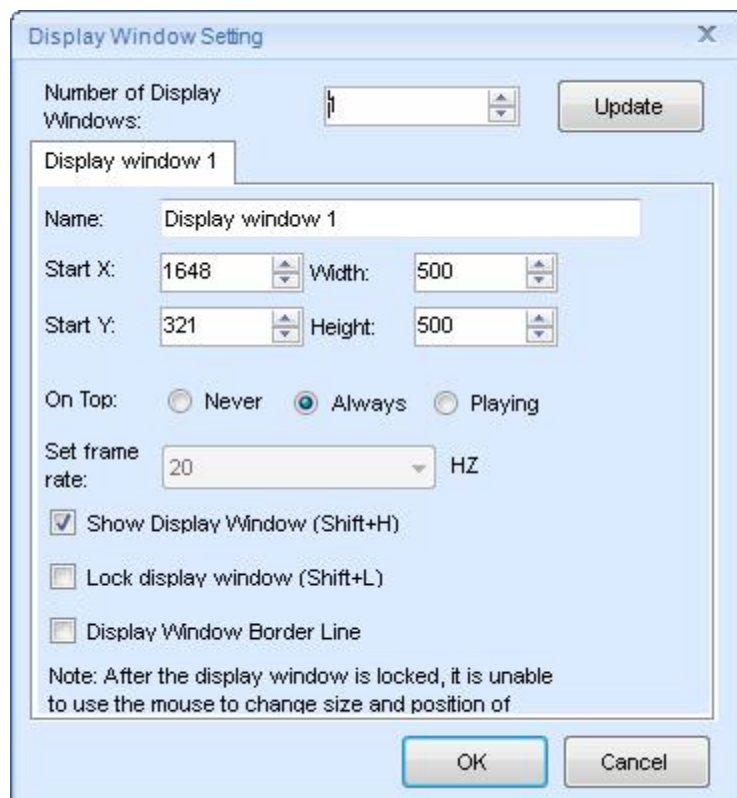 Display Window Setting
Number of Display
Windows:
1
Update
Display window 1
Name: Display window 1
Start X: 1648 Width: 500
Start Y: 321 Height: 500
On Top: Never Always Playing
Set frame
rate: 20 HZ
Show Display Window (Shift+H)
Lock display window (Shift+L)
Display Window Border Line
Note: After the display window is locked, it is unable
to use the mouse to change size and position of
OK Cancel